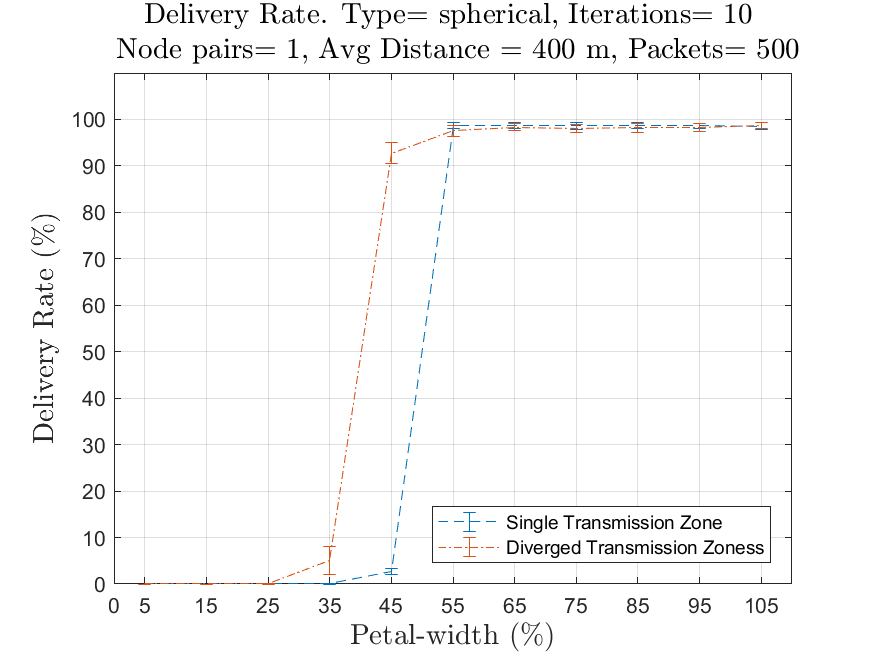 Delivery Rate. Type= spherical, Iterations= 10
Node pairs= 1, Avg Distance = 400 m, Packets= 500
Delivery Rate (%)
100
90
80
70
60
50
40
30
20
10
0
Single Transmission Zone
Diverged Transmission Zoness
0 5 15 25 35 45 55 65 75 85 95 105
Petal-width (%)